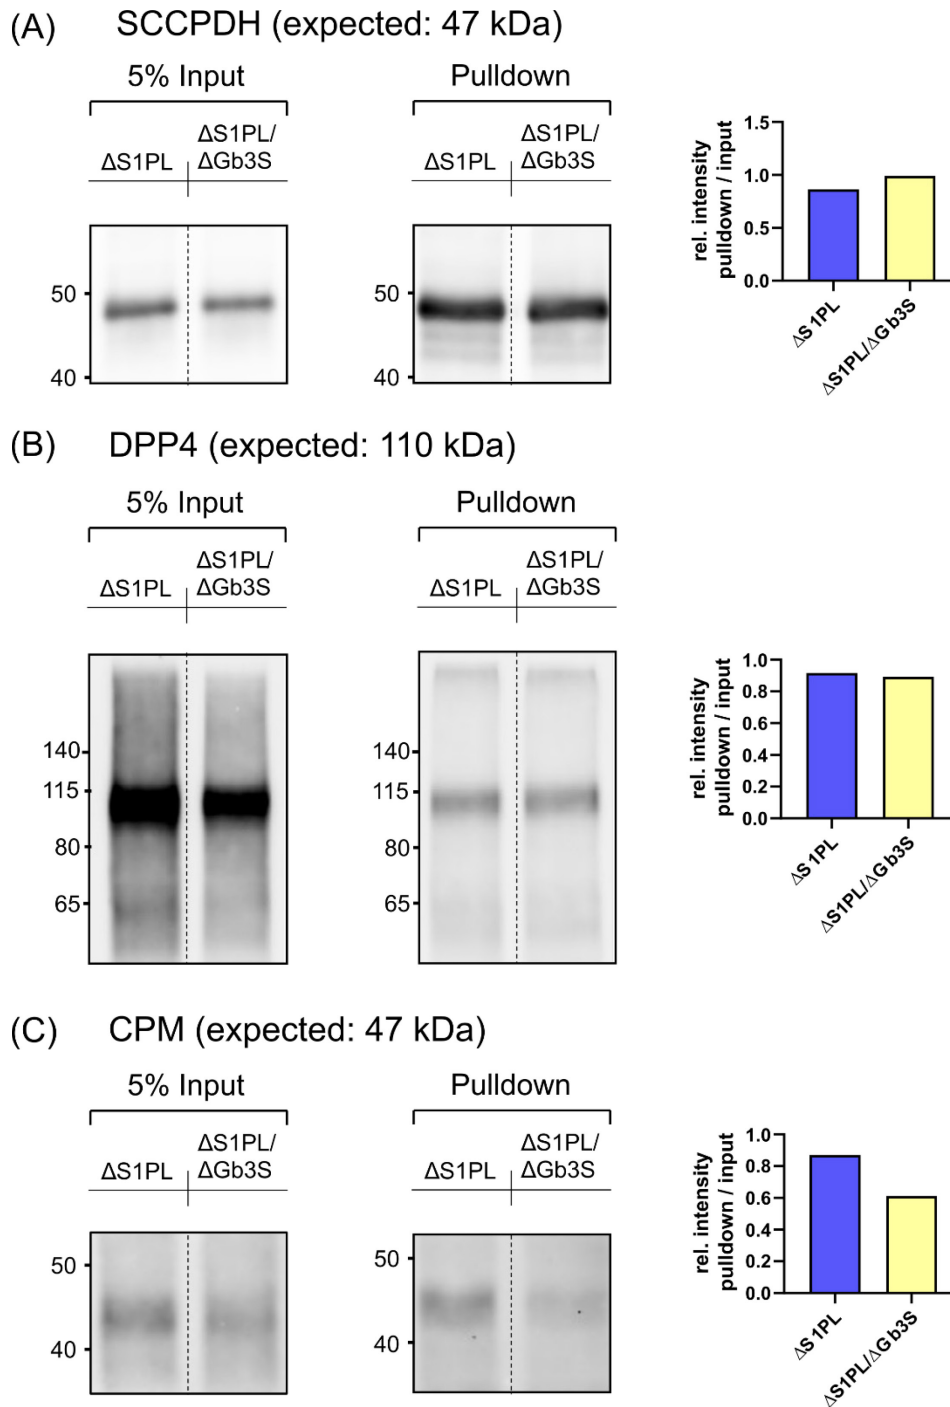 (A) SCCPDH (expected: 47 kDa)
5% Input
Pulldown
ΔS1PL
ΔS1PL/
ΔGb3S
ΔS1PL
ΔS1PL/
ΔGb3S
50
40
50
40
rel. intensity
pulldown / input
1.5
1.0
0.5
0.0
ΔS1PL
ΔS1PL/ΔGb3S
(B) DPP4 (expected: 110 kDa)
5% Input
Pulldown
ΔS1PL
ΔS1PL/
ΔGb3S
ΔS1PL
ΔS1PL/
ΔGb3S
140
115
80
65
140
115
80
65
rel. intensity
pulldown / input
1.0
0.8
0.6
0.4
0.2
0.0
ΔS1PL
ΔS1PL/ΔGb3S
(C) CPM (expected: 47 kDa)
5% Input
Pulldown
ΔS1PL
ΔS1PL/
ΔGb3S
ΔS1PL
ΔS1PL/
ΔGb3S
50
40
50
40
rel. intensity
pulldown / input
1.0
0.8
0.6
0.4
0.2
0.0
ΔS1PL
ΔS1PL/ΔGb3S